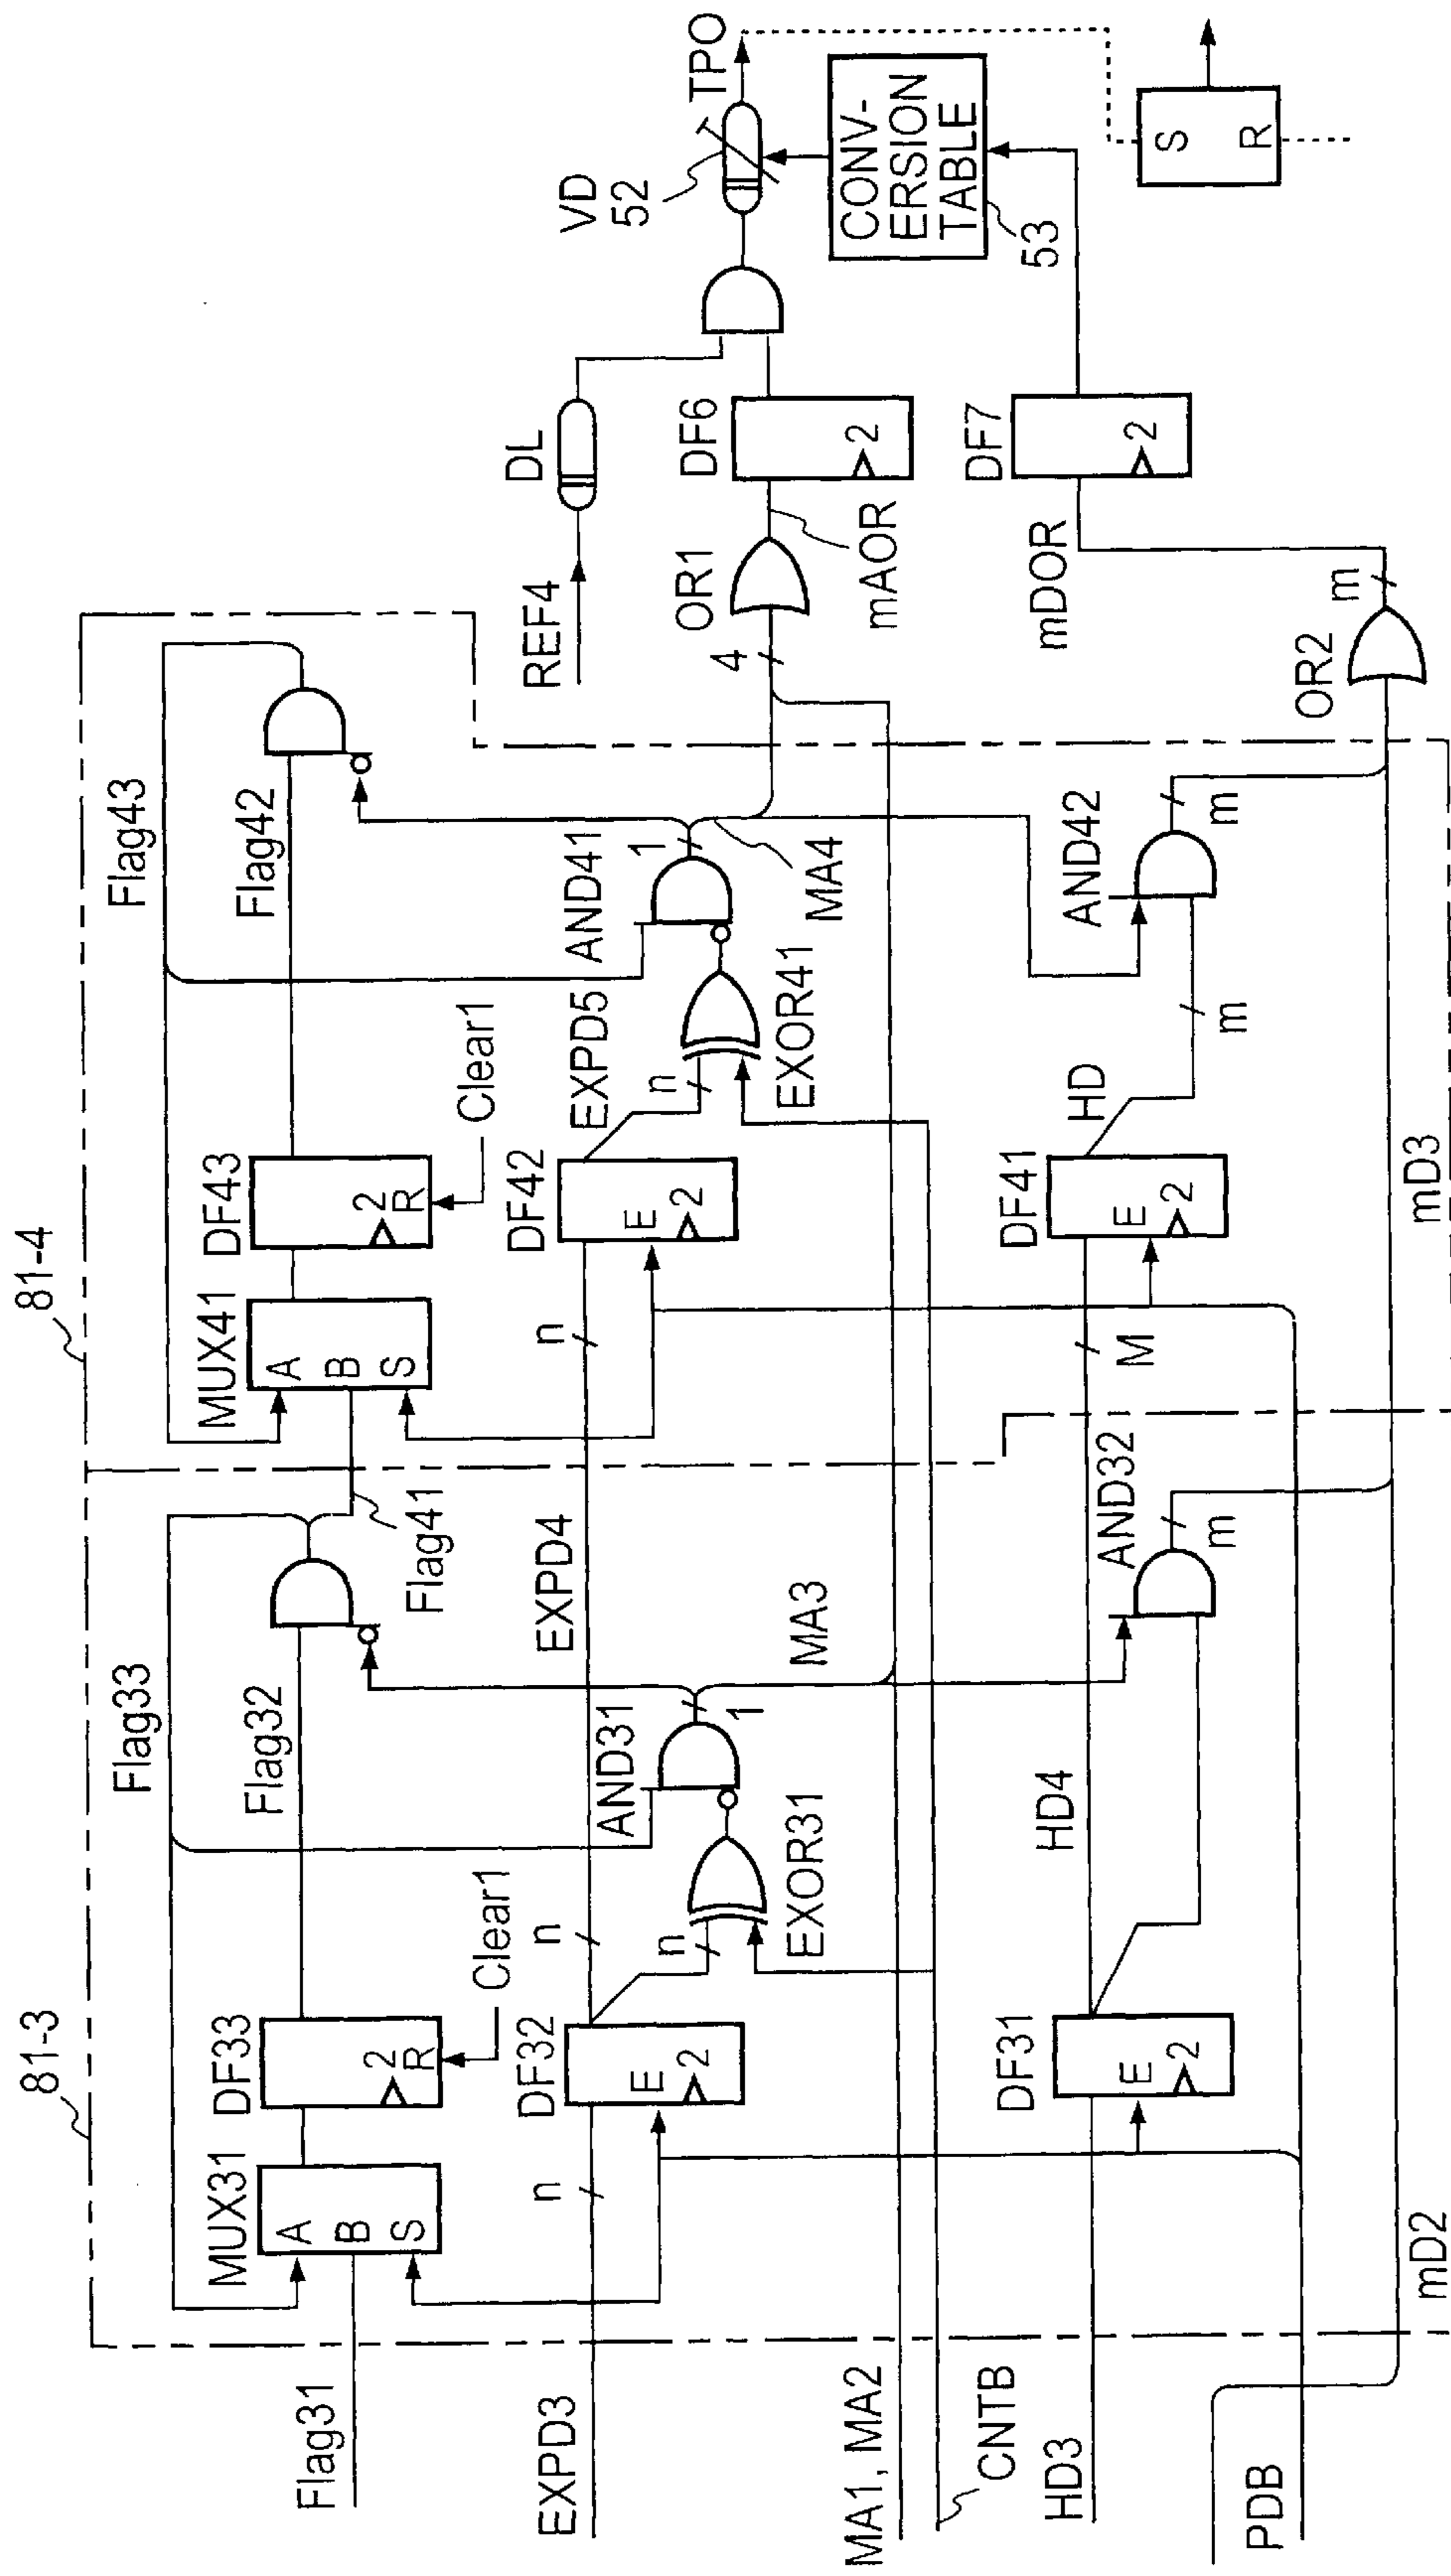 81-3
81-4
Flag33
Flag43
MUX31
A
B
S
DF33
2
R
Clear1
Flag32
Flag31
Flag41
MUX41
A
B
S
DF43
2
R
Clear1
Flag42
EXPD3
n
DF32
E
2
n
n
EXPD4
AND31
1
EXOR31
n
DF42
E
2
EXPD5
n
AND41
1
EXOR41
MA1, MA2
MA3
MA4
CNTB
HD3
DF31
E
2
HD4
AND32
m
M
DF41
E
2
HD
m
AND42
m
PDB
mD2
mD3
OR2
m
REF4
DL
4
OR1
mAOR
DF6
2
mDOR
DF7
2
VD
52
TPO
CONV-
ERSION
TABLE
53
S
R